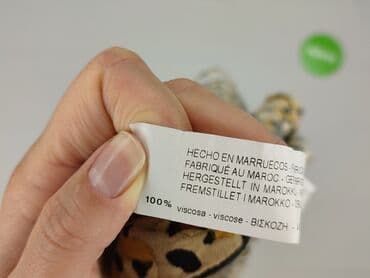 HECHO EN MARRUECOS
FABRIQUÉ AU MAROC
HERGESTELLT IN MAROKKO
FREMSTILLET I MAROKKO
100% viscosa - viscose - ΒΙΣΚΟΖΗ -